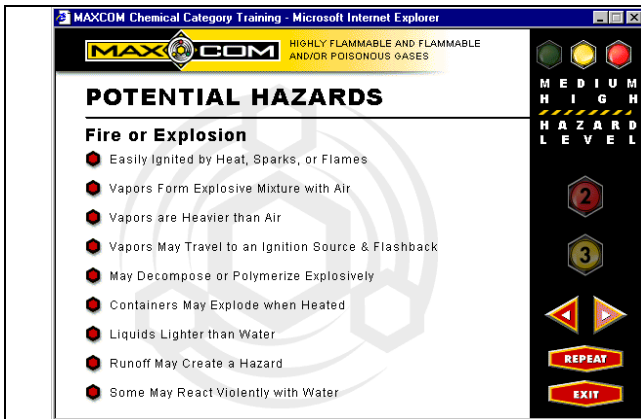 MAXCOM Chemical Category Training - Microsoft Internet Explorer
MAX COM
HIGHLY FLAMMABLE AND FLAMMABLE
AND/OR POISONOUS GASES
POTENTIAL HAZARDS
Fire or Explosion
Easily Ignited by Heat, Sparks, or Flames
Vapors Form Explosive Mixture with Air
Vapors are Heavier than Air
Vapors May Travel to an Ignition Source & Flashback
May Decompose or Polymerize Explosively
Containers May Explode when Heated
Liquids Lighter than Water
Runoff May Create a Hazard
Some May React Violently with Water
MEDIUM
HIGH
HAZARD
LEVEL
2
3
REPEAT
EXIT